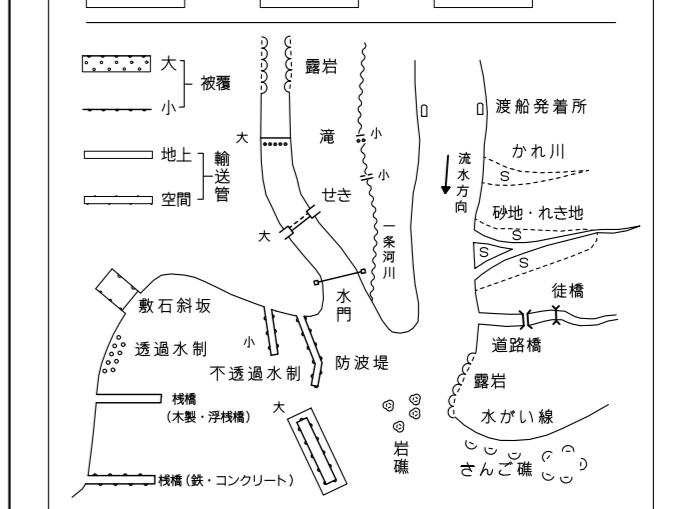 大
被覆
小
地上
輸送管
空間
露岩
大
滝
小
小
せき
大
一条河川
流水方向
渡船発着所
かれ川
S
砂地・れき地
S
S
S
徒橋
道路橋
露岩
水がい線
さんご礁
水門
敷石斜坂
透過水制
小
不透過水制
防波堤
桟橋
(木製・浮桟橋)
大
岩礁
桟橋(鉄・コンクリート)